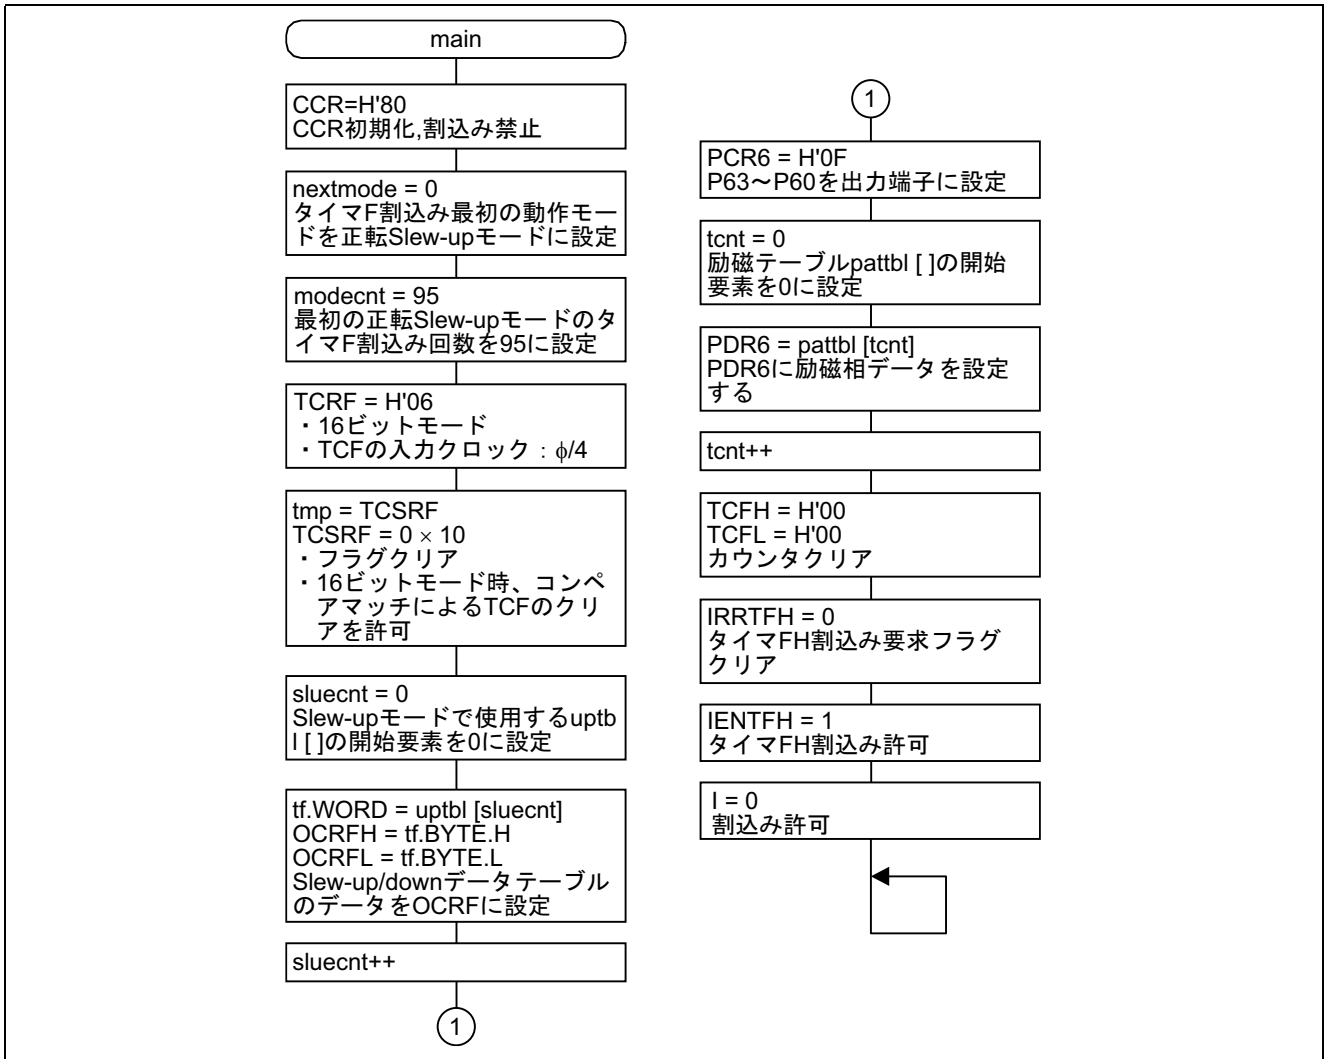 main
CCR=H'80
CCR初期化,割込み禁止
nextmode = 0
タイマF割込み最初の動作モー
ドを正転Slew-upモードに設定
modecnt = 95
最初の正転Slew-upモードのタ
イマF割込み回数を95に設定
TCRF = H'06
・16ビットモード
・TCFの入力クロック：ϕ/4
tmp = TCSRF
TCSRF = 0 × 10
・フラグクリア
・16ビットモード時、コンペ
アマッチによるTCFのクリ
アを許可
sluecnt = 0
Slew-upモードで使用するuptb
l [ ]の開始要素を0に設定
tf.WORD = uptbl [sluecnt]
OCRFH = tf.BYTE.H
OCRFL = tf.BYTE.L
Slew-up/downデータテーブル
のデータをOCRFに設定
sluecnt++
1
1
PCR6 = H'0F
P63～P60を出力端子に設定
tcnt = 0
励磁テーブルpattbl [ ]の開始
要素を0に設定
PDR6 = pattbl [tcnt]
PDR6に励磁相データを設定
する
tcnt++
TCFH = H'00
TCFL = H'00
カウンタクリア
IRRTFH = 0
タイマFH割込み要求フラグ
クリア
IENTFH = 1
タイマFH割込み許可
I = 0
割込み許可